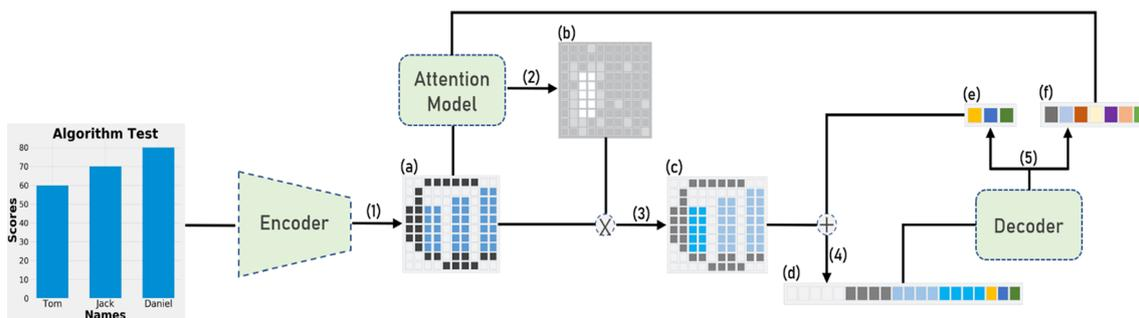 (b)
Attention
Model
(2)
(e)
(f)
Algorithm Test
80
70
60
50
40
30
20
10
0
Scores
Tom
Jack
Daniel
Names
Encoder
(1)
(a)
X
(3)
(c)
+
(4)
(d)
(5)
Decoder